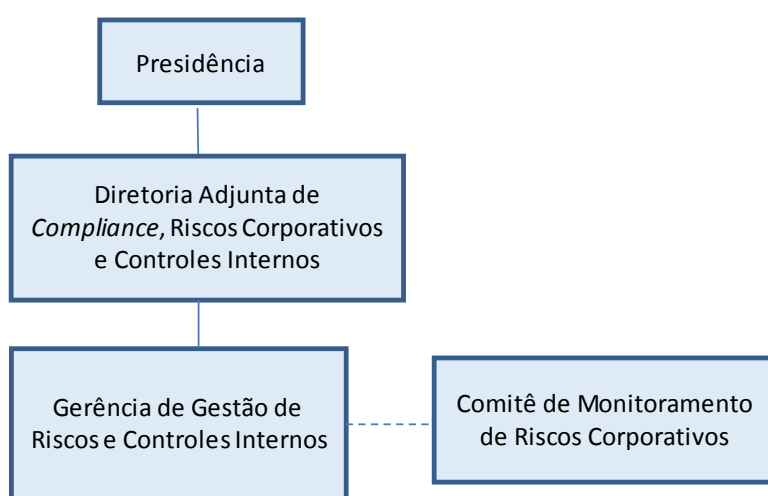 Presidência
Diretoria Adjunta de
Compliance, Riscos Corporativos
e Controles Internos
Gerência de Gestão de
Riscos e Controles Internos
Comitê de Monitoramento
de Riscos Corporativos